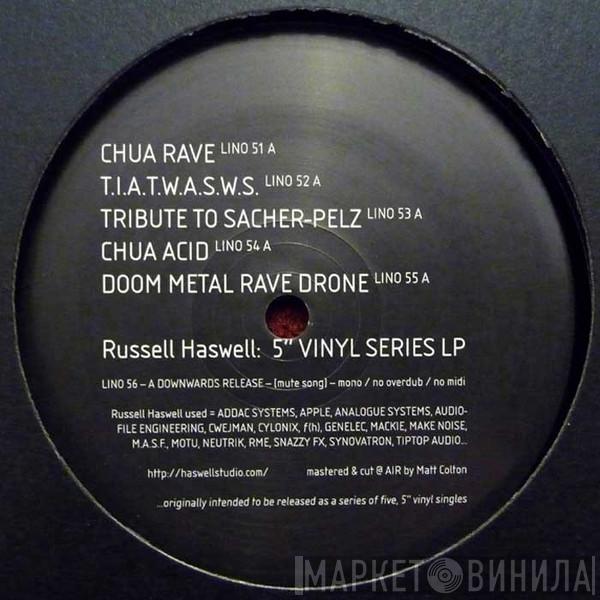 CHUA RAVE LINO 51 A
T.I.A.T.W.A.S.W.S. LINO 52 A
TRIBUTE TO SACHER-PELZ LINO 53 A
CHUA ACID LINO 54 A
DOOM METAL RAVE DRONE LINO 55 A
Russell Haswell: 5" VINYL SERIES LP
LINO 56 – A DOWNWARDS RELEASE – [mute song] – mono / no overdub / no midi
Russell Haswell used = ADDAC SYSTEMS, APPLE, ANALOGUE SYSTEMS, AUDIO-
FILE ENGINEERING, CWEJMAN, CYLONIX, f(h), GENELEC, MACKIE, MAKE NOISE,
M.A.S.F., MOTU, NEUTRIK, RME, SNAZZY FX, SYNOVATRON, TIPTOP AUDIO...
http://haswellstudio.com/ mastered & cut @ AIR by Matt Colton
...originally intended to be released as a series of five, 5" vinyl singles
МАРКЕТ ВИНИЛА